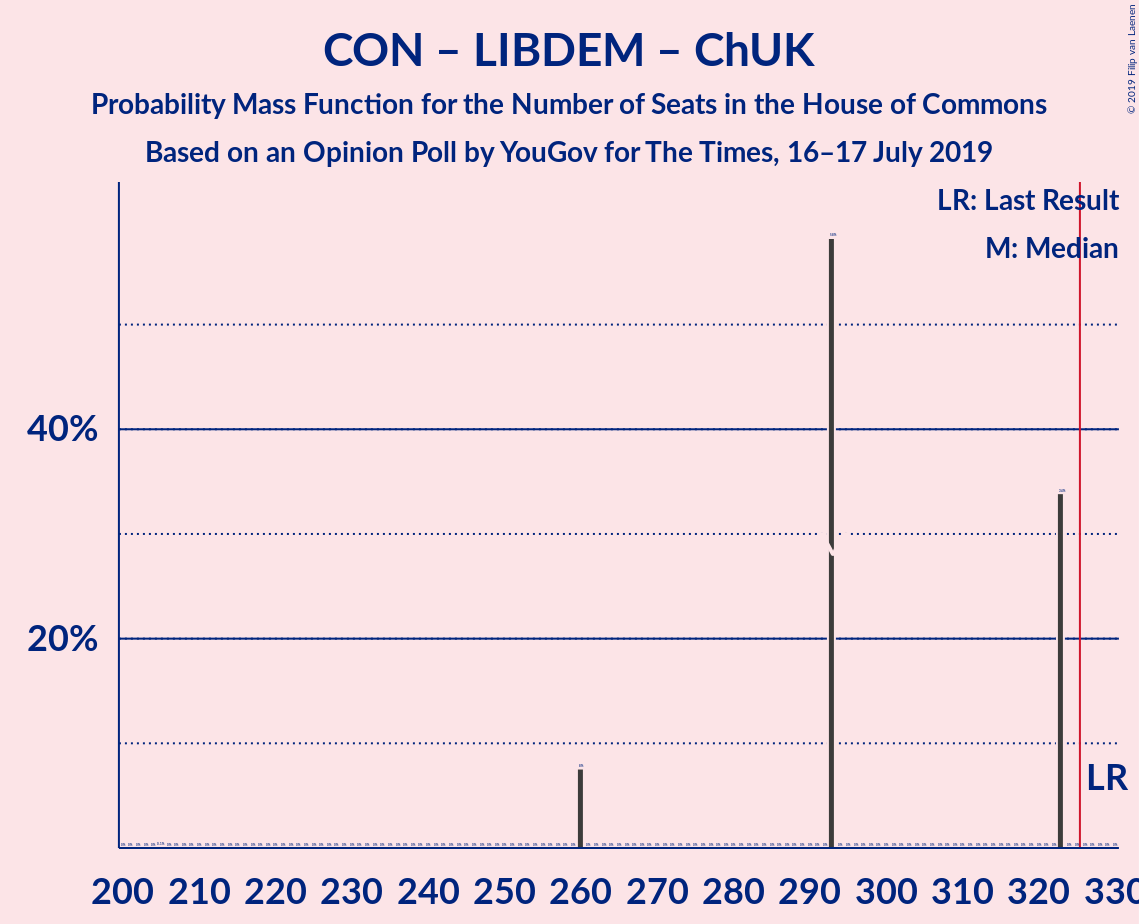 CON – LIBDEM – ChUK
Probability Mass Function for the Number of Seats in the House of Commons
Based on an Opinion Poll by YouGov for The Times, 16–17 July 2019
© 2019 Filip van Laenen
LR: Last Result
M: Median
40%
20%
LR
200 210 220 230 240 250 260 270 280 290 300 310 320 330